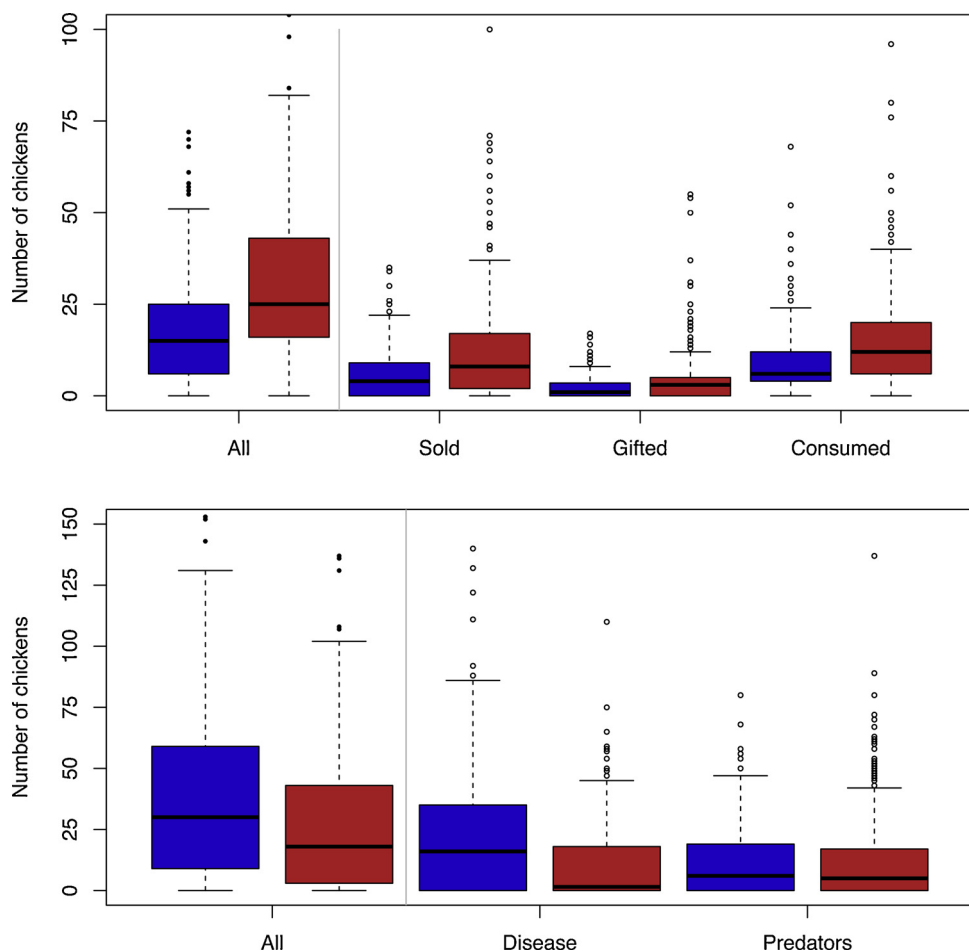 100
75
50
25
0
Number of chickens
All
Sold
Gifted
Consumed
150
125
100
75
50
25
0
Number of chickens
All
Disease
Predators